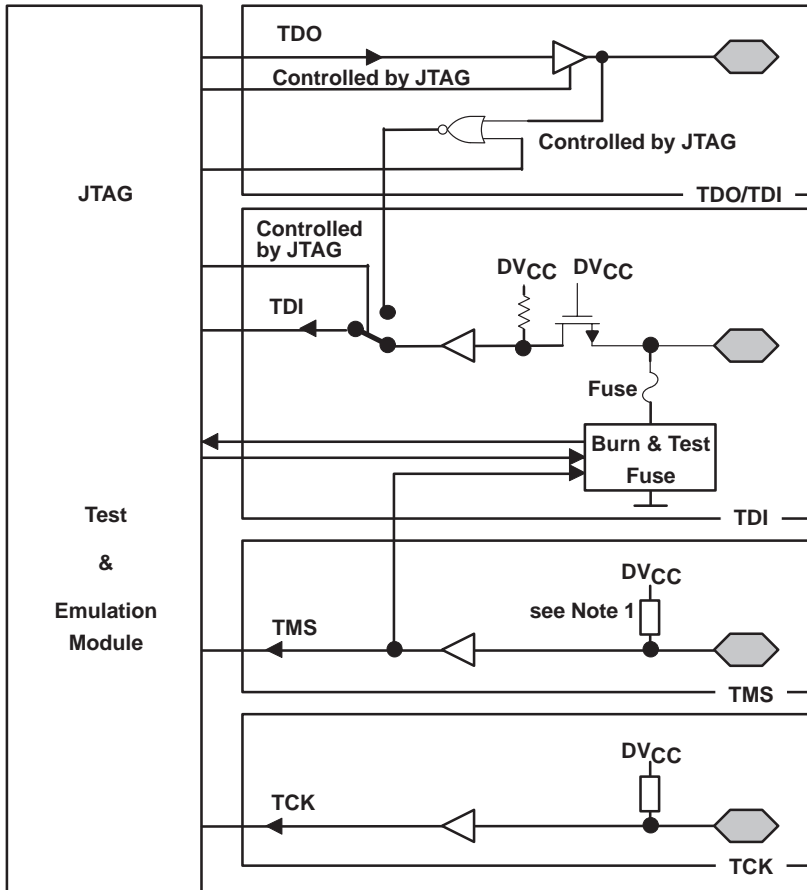 TDO
Controlled by JTAG
Controlled by JTAG
JTAG
TDO/TDI
Controlled
by JTAG
DVCC
DVCC
TDI
Fuse
Burn & Test
Fuse
TDI
Test
&
Emulation
Module
DVCC
see Note 1
TMS
TMS
DVCC
TCK
TCK